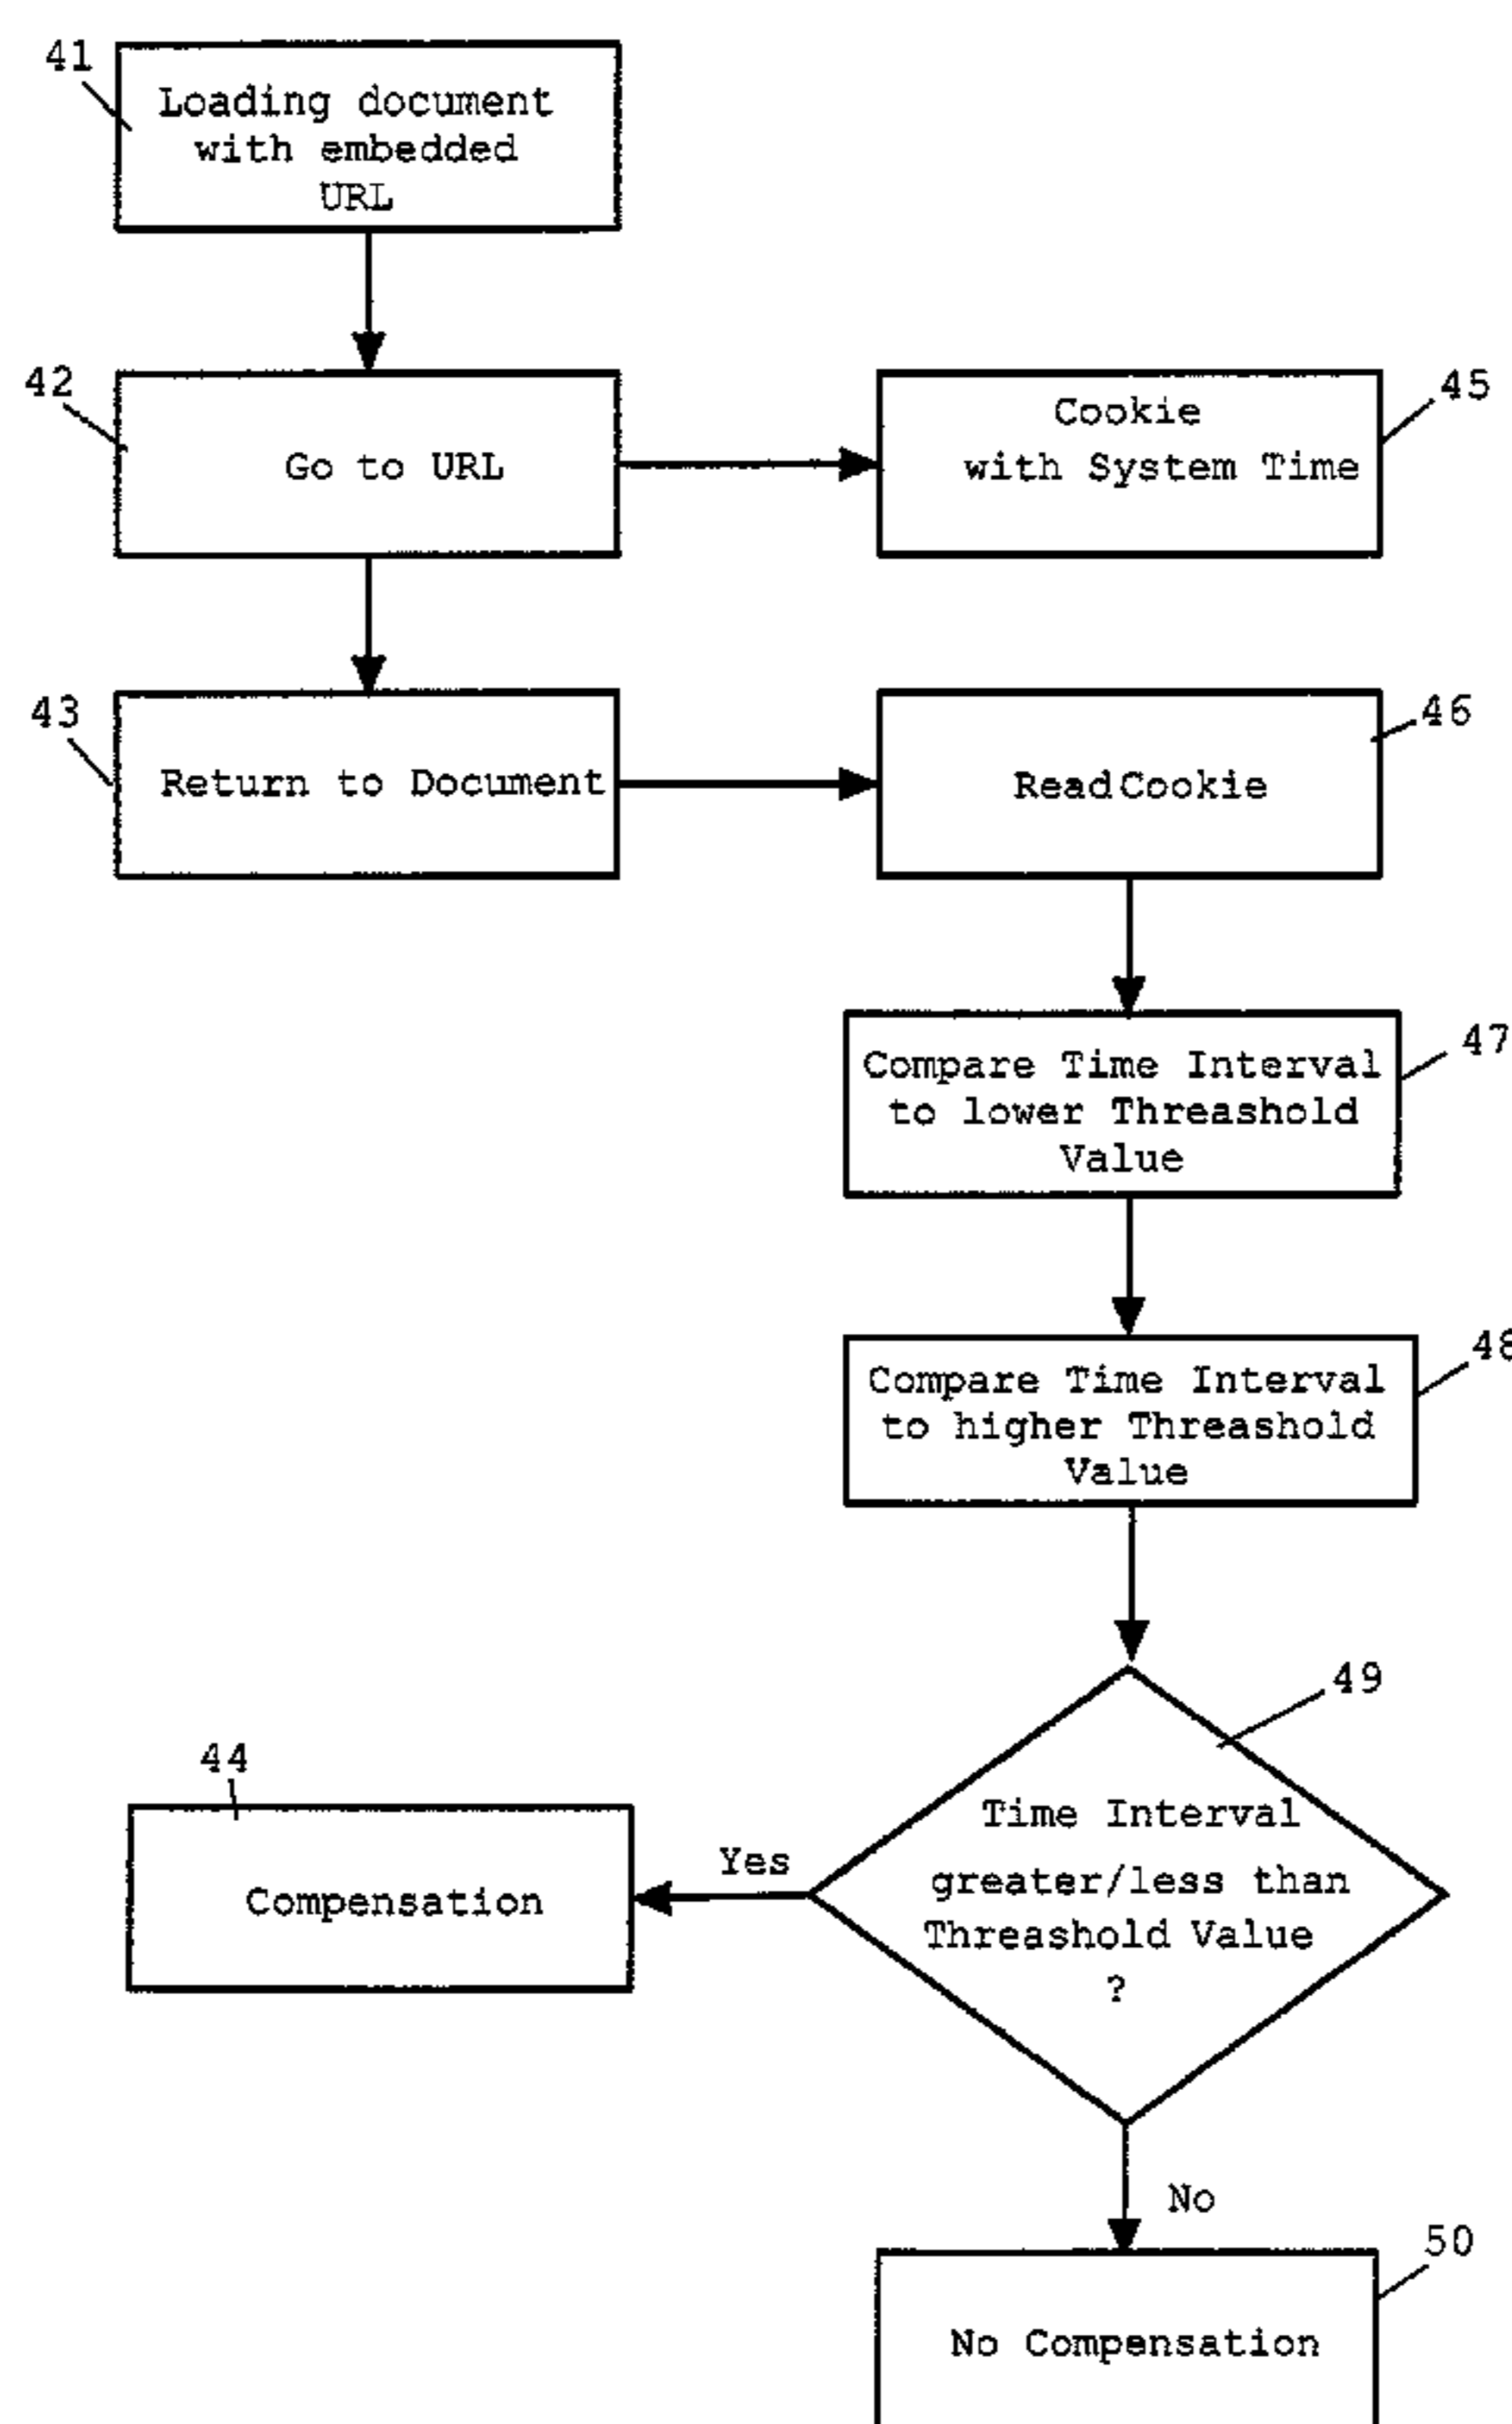 41
Loading document
with embedded
URL
42
Go to URL
45
Cookie
with System Time
43
Return to Document
46
Read Cookie
47
Compare Time Interval
to lower Threashold
Value
48
Compare Time Interval
to higher Threashold
Value
49
Time Interval
greater/less than
Threashold Value
?
44
Compensation
Yes
No
50
No Compensation